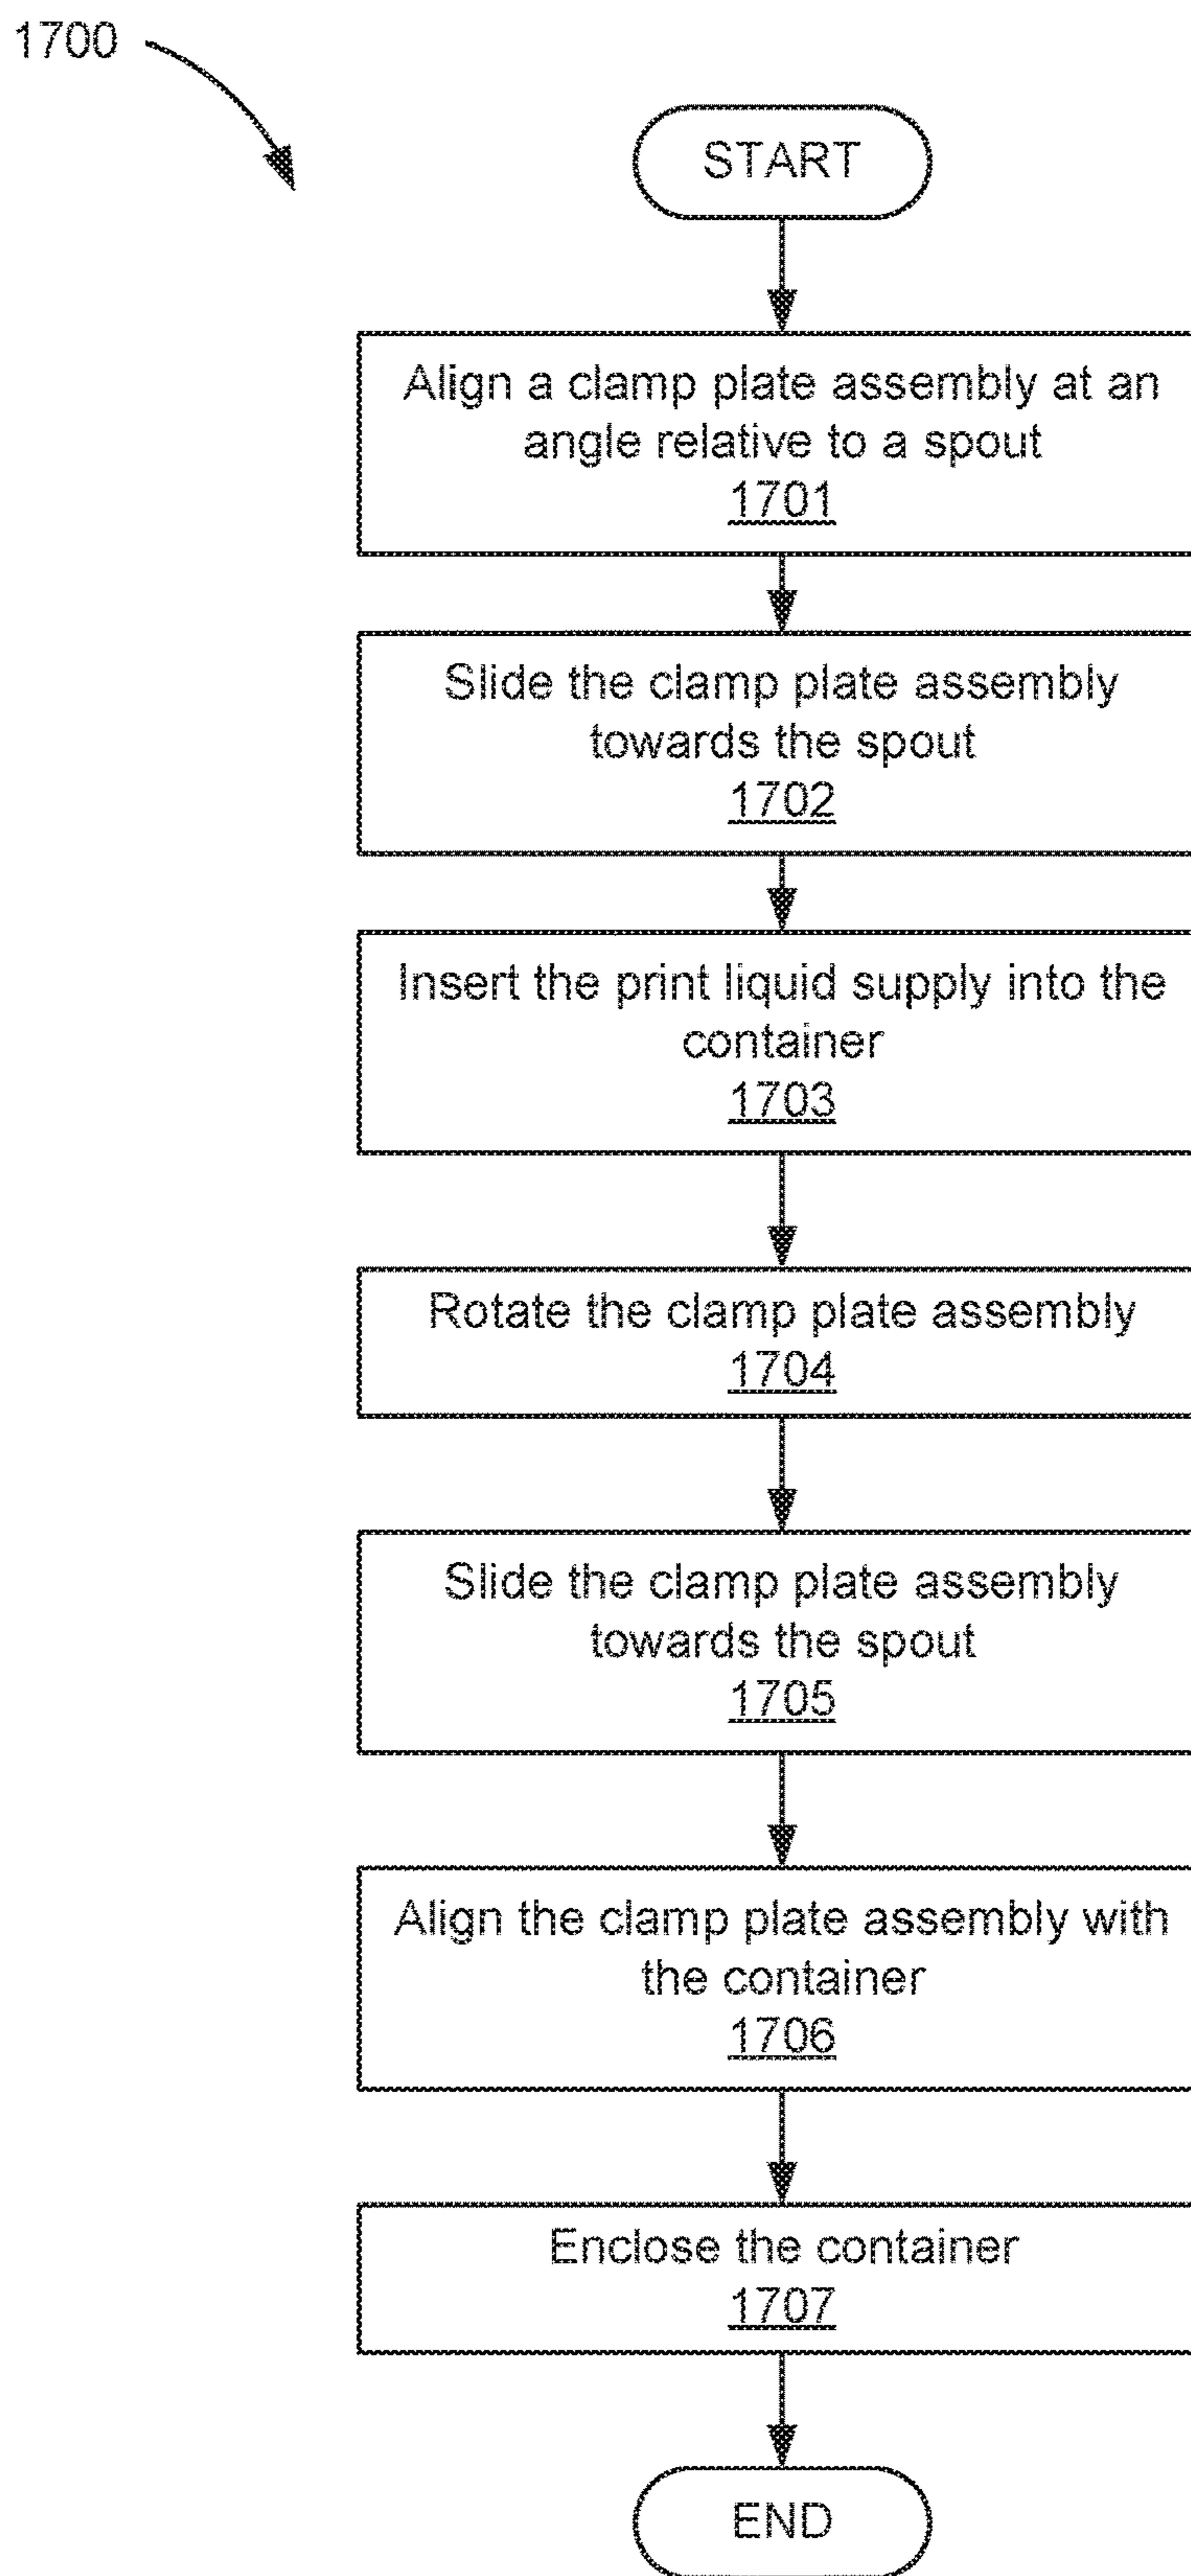 1700
START
Align a clamp plate assembly at an
angle relative to a spout
1701
Slide the clamp plate assembly
towards the spout
1702
Insert the print liquid supply into the
container
1703
Rotate the clamp plate assembly
1704
Slide the clamp plate assembly
towards the spout
1705
Align the clamp plate assembly with
the container
1706
Enclose the container
1707
END